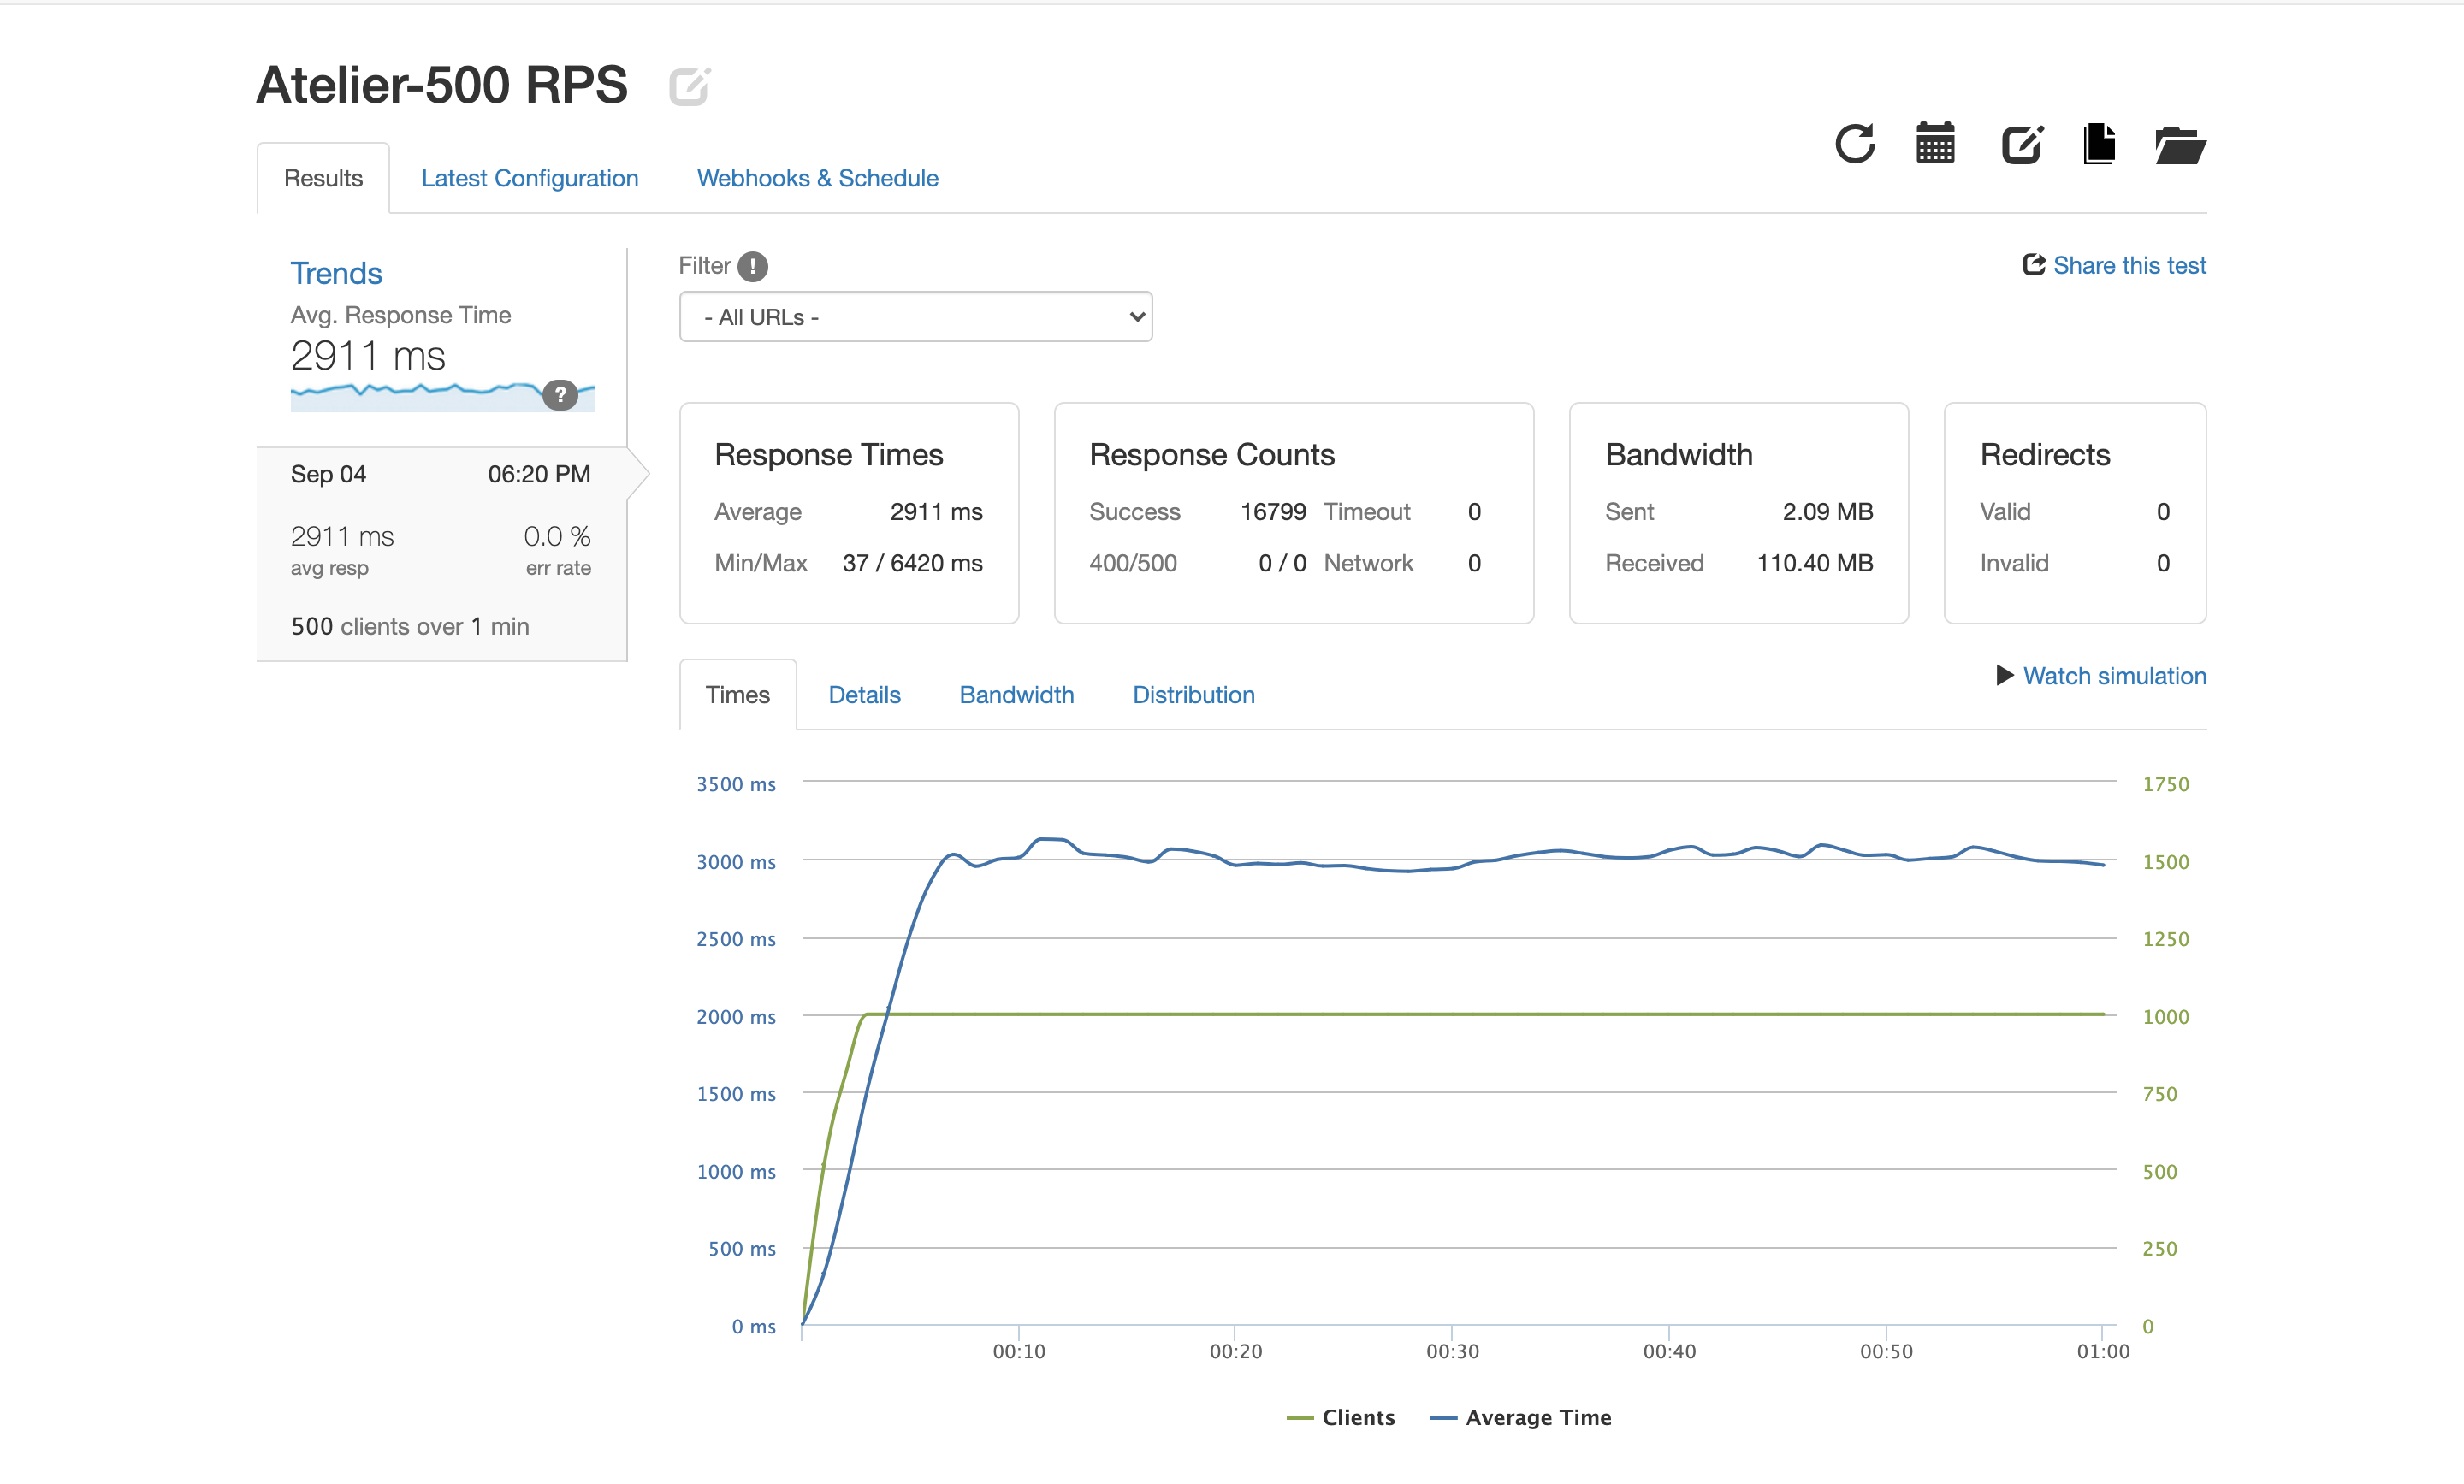 Atelier-500 RPS
Results
Latest Configuration
Webhooks & Schedule
Trends
Avg. Response Time
2911 ms
?
Sep 04 06:20 PM
2911 ms 0.0 %
avg resp err rate
500 clients over 1 min
Filter !
Share this test
- All URLs -
Response Times
Average 2911 ms
Min/Max 37 / 6420 ms
Response Counts
Success 16799 Timeout 0
400/500 0 / 0 Network 0
Bandwidth
Sent 2.09 MB
Received 110.40 MB
Redirects
Valid 0
Invalid 0
Watch simulation
Times Details Bandwidth Distribution
3500 ms 1750
3000 ms 1500
2500 ms 1250
2000 ms 1000
1500 ms 750
1000 ms 500
500 ms 250
0 ms 0
00:10 00:20 00:30 00:40 00:50 01:00
Clients Average Time